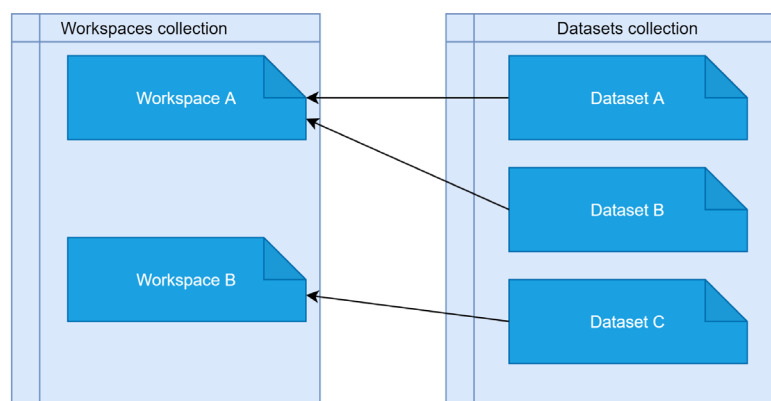 Workspaces collection
Workspace A
Workspace B
Datasets collection
Dataset A
Dataset B
Dataset C